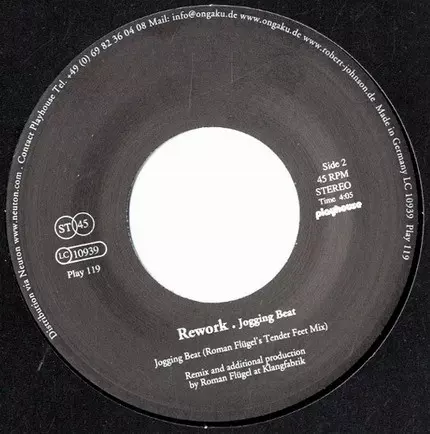 Distribution via Neuton www.neuton.com . Contact Playhouse Tel. +49 (0) 69 82 36 04 08 Mail: info@ongaku.de www.ongaku.de www.robert-johnson.de Made in Germany LC 10939 Play 119
Side 2
45 RPM
STEREO
Time 4:05
playhouse
ST 45
LC 10939
Play 119
Rework . Jogging Beat
Jogging Beat (Roman Flügel's Tender Feet Mix)
Remix and additional production
by Roman Flügel at Klangfabrik